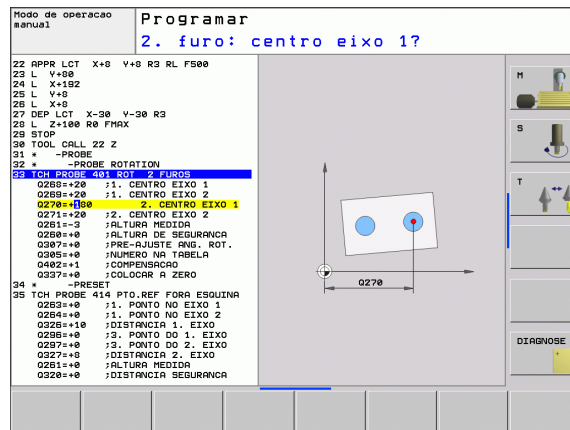 Modo de operacao
manual
Programar
2. furo: centro eixo 1?
22 APPR LCT X+8 Y+8 R3 RL F500
23 L Y+80
24 L X+192
25 L Y+8
26 L X+8
27 DEP LCT X-30 Y-30 R3
28 L Z+100 R0 FMAX
29 STOP
30 TOOL CALL 22 Z
31 * -PROBE
32 * -PROBE ROTATION
33 TCH PROBE 401 ROT 2 FUROS
Q268=+20 ;1. CENTRO EIXO 1
Q269=+20 ;1. CENTRO EIXO 2
Q270=+180 2. CENTRO EIXO 1
Q271=+20 ;2. CENTRO EIXO 2
Q261=-3 ;ALTURA MEDIDA
Q260=+0 ;ALTURA DE SEGURANCA
Q307=+0 ;PRE-AJUSTE ANG. ROT.
Q305=+0 ;NUMERO NA TABELA
Q402=+1 ;COMPENSACAO
Q337=+0 ;COLOCAR A ZERO
34 * -PRESET
35 TCH PROBE 414 PTO.REF FORA ESQUINA
Q263=+0 ;1. PONTO NO EIXO 1
Q264=+0 ;1. PONTO NO EIXO 2
Q326=+10 ;DISTANCIA 1. EIXO
Q296=+0 ;3. PONTO DO 1. EIXO
Q297=+0 ;3. PONTO DO 2. EIXO
Q327=+8 ;DISTANCIA 2. EIXO
Q261=+0 ;ALTURA MEDIDA
Q320=+0 ;DISTANCIA SEGURANCA
Q270
M
S
T
DIAGNOSE